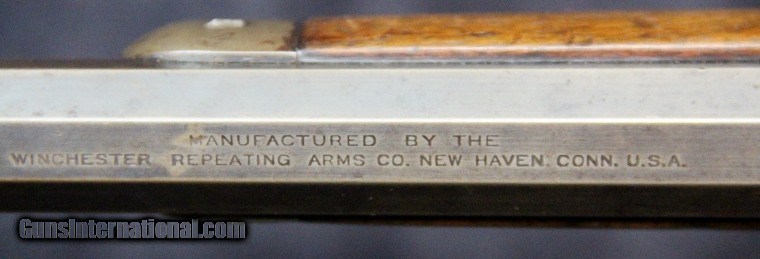 MANUFACTURED BY THE
WINCHESTER REPEATING ARMS CO. NEW HAVEN. CONN. U.S.A.
GunsInternational.com